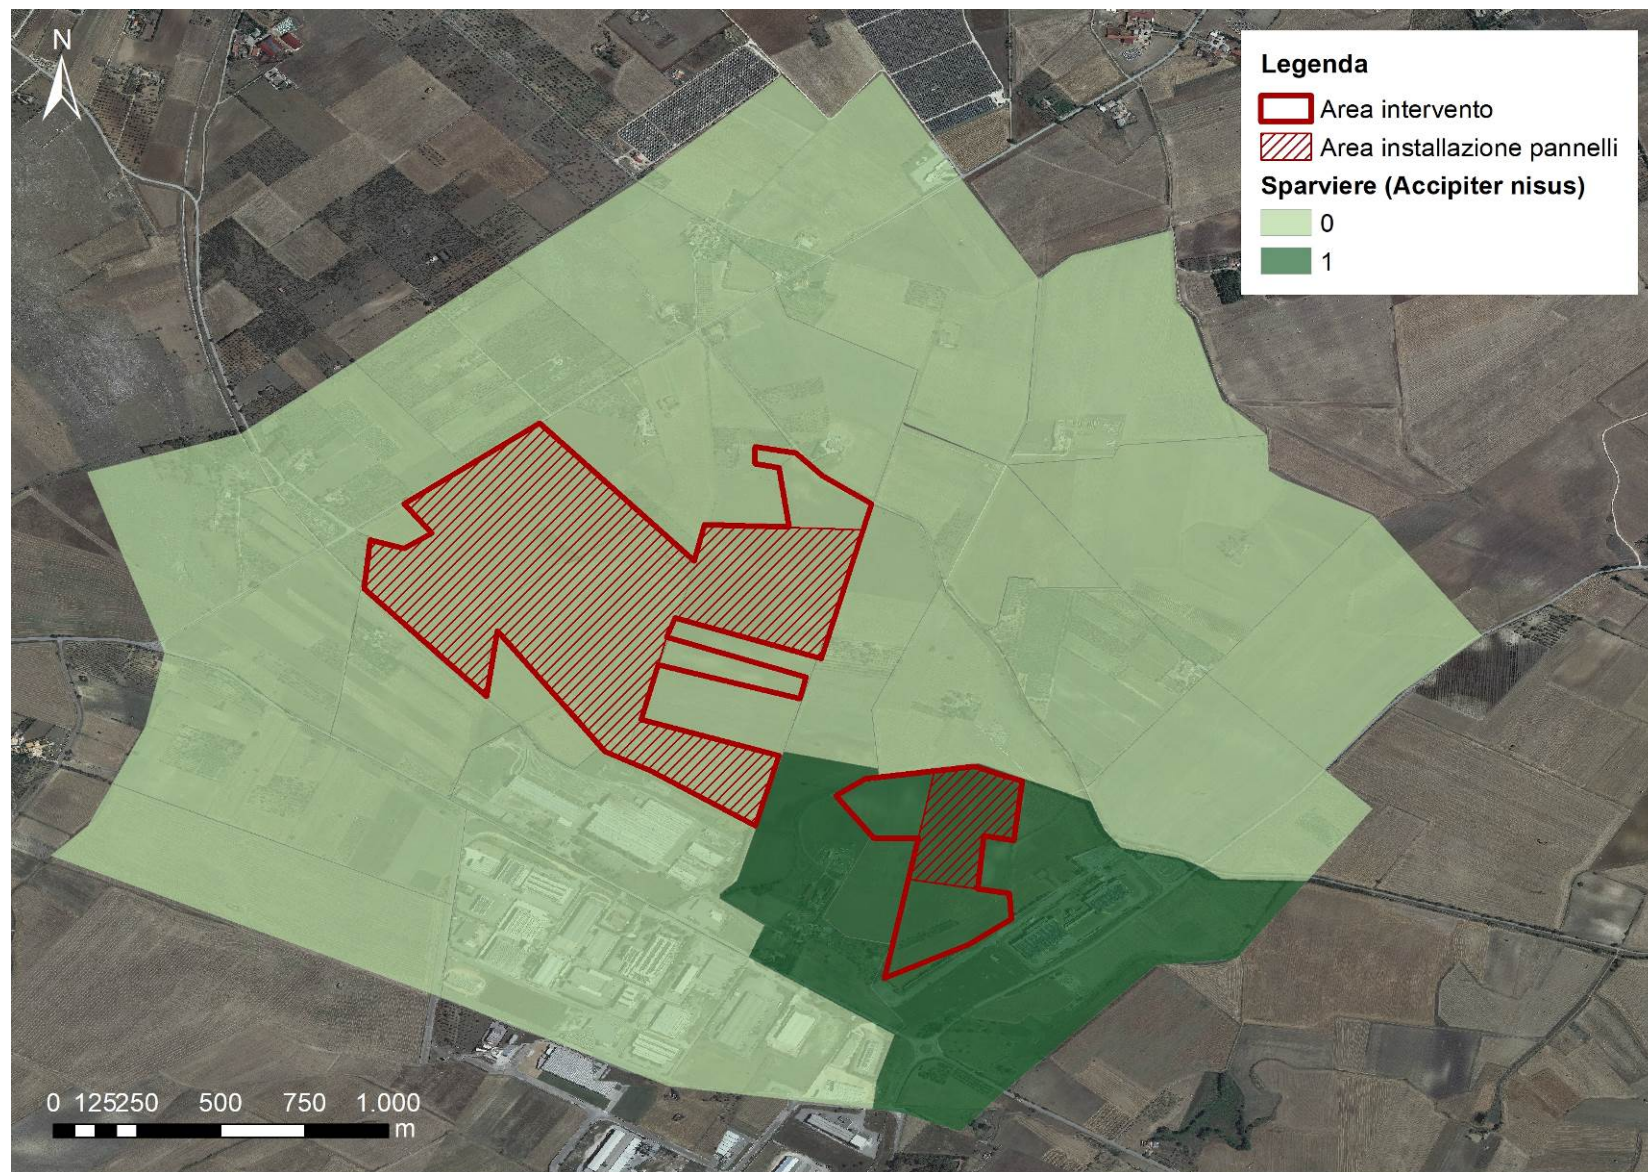 N
Legenda
Area intervento
Area installazione pannelli
Sparviere (Accipiter nisus)
0
1
0 125250 500 750 1.000
m